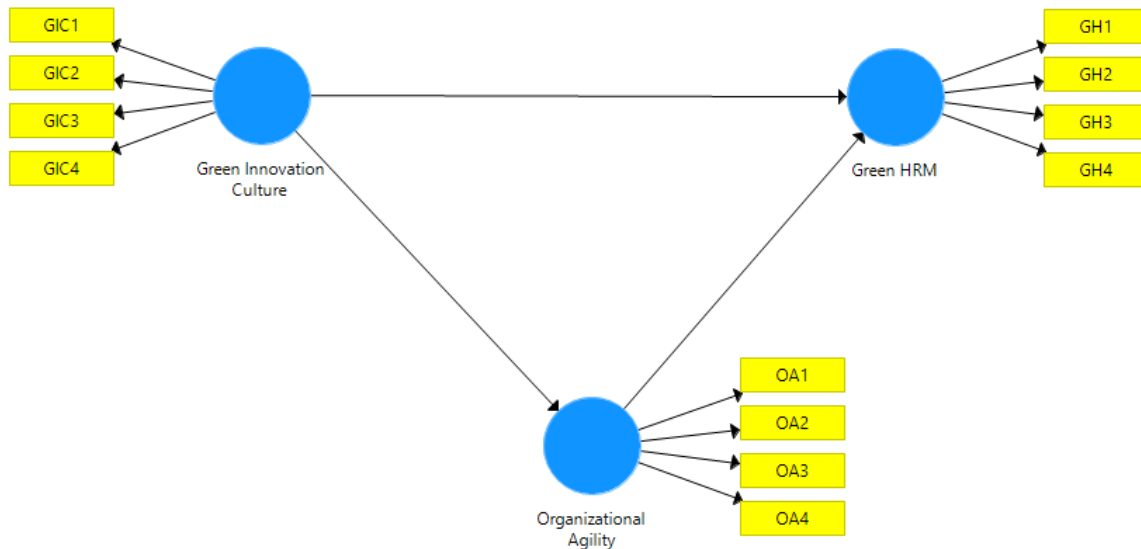 GIC1
GIC2
GIC3
GIC4
Green Innovation
Culture
GH1
GH2
GH3
GH4
Green HRM
OA1
OA2
OA3
OA4
Organizational
Agility